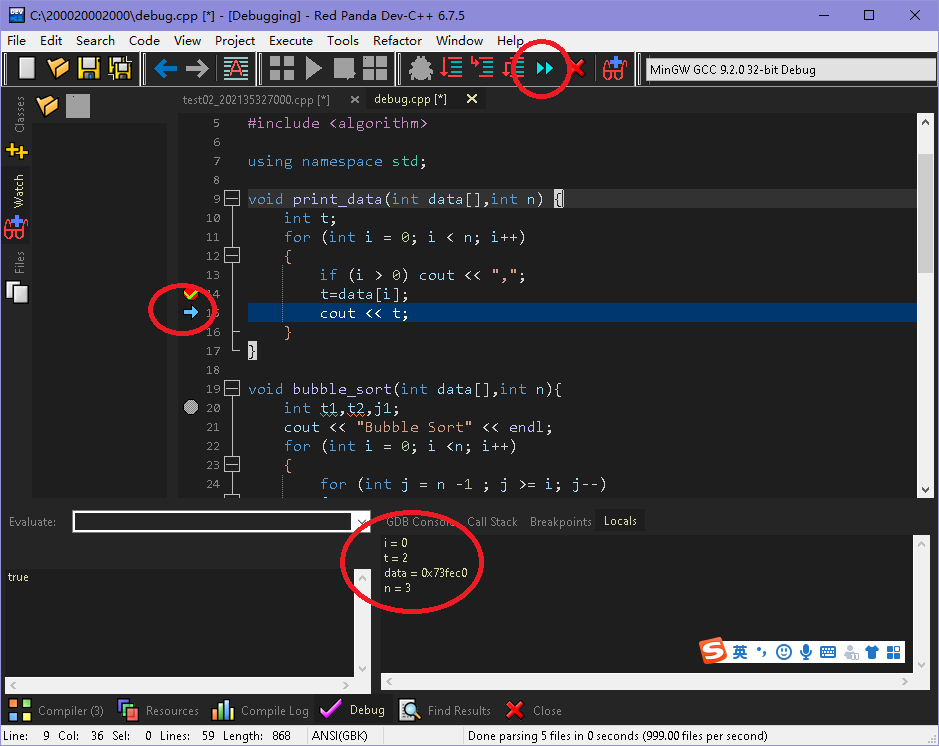 C:\200020002000\debug.cpp [*] - [Debugging] - Red Panda Dev-C++ 6.7.5
File Edit Search Code View Project Execute Tools Refactor Window Help
MinGW GCC 9.2.0 32-bit Debug
Classes
Watch
Files
test02_202135327000.cpp [*] debug.cpp [*]
5 #include <algorithm>
6
7 using namespace std;
8
9 void print_data(int data[],int n) {
10 int t;
11 for (int i = 0; i < n; i++)
12 {
13 if (i > 0) cout << ",";
14 t=data[i];
15 cout << t;
16 }
17 }
18
19 void bubble_sort(int data[],int n){
20 int t1,t2,j1;
21 cout << "Bubble Sort" << endl;
22 for (int i = 0; i <n; i++)
23 {
24 for (int j = n -1 ; j >= i; j--)
Evaluate:
GDB Console Call Stack Breakpoints Locals
true
i = 0
t = 2
data = 0x73fec0
n = 3
英
Compiler (3) Resources Compile Log Debug Find Results Close
Line: 9 Col: 36 Sel: 0 Lines: 59 Length: 868 ANSI(GBK) Done parsing 5 files in 0 seconds (999.00 files per second)